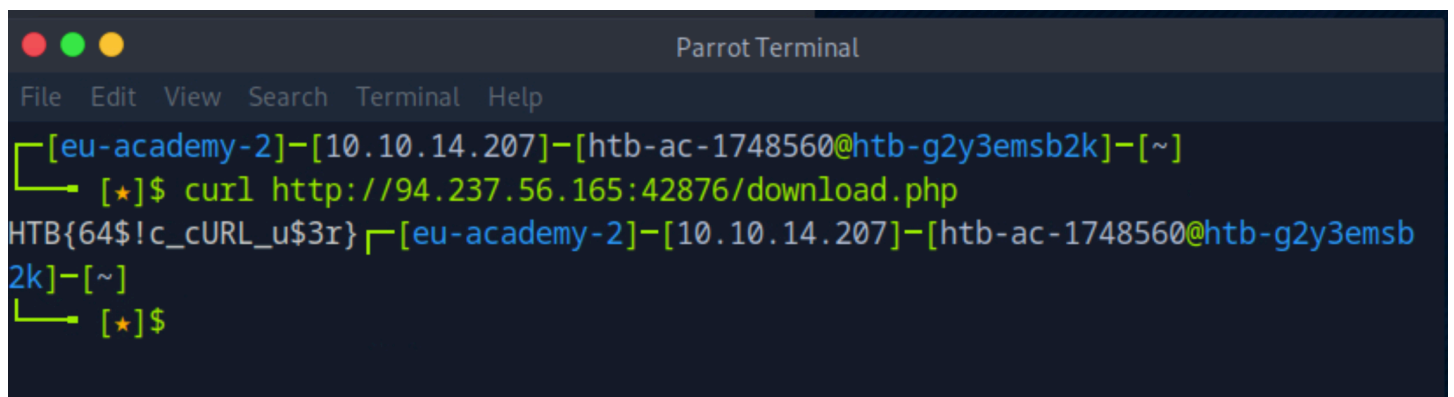 Parrot Terminal
File Edit View Search Terminal Help
┌─[eu-academy-2]─[10.10.14.207]─[htb-ac-1748560@htb-g2y3emsb2k]─[~]
└──╼ [★]$ curl http://94.237.56.165:42876/download.php
HTB{64$!c_cURL_u$3r}┌─[eu-academy-2]─[10.10.14.207]─[htb-ac-1748560@htb-g2y3emsb
2k]─[~]
└──╼ [★]$